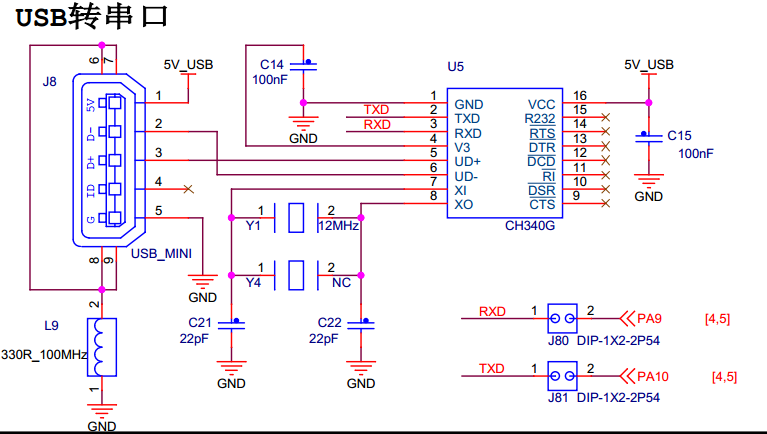 USB转串口
J8
6
7
5V
D-
D+
ID
G
1
2
3
4
5
5V_USB
USB_MINI
GND
8
9
2
L9
330R_100MHz
1
GND
C14
100nF
GND
TXD
RXD
U5
1
2
3
4
5
6
7
8
GND
TXD
RXD
V3
UD+
UD-
XI
XO
VCC
R232
RTS
DTR
DCD
RI
DSR
CTS
16
15
14
13
12
11
10
9
CH340G
5V_USB
C15
100nF
GND
1
2
Y1
12MHz
1
2
Y4
NC
C21
22pF
GND
C22
22pF
GND
RXD
1
2
PA9
[4,5]
J80
DIP-1X2-2P54
TXD
1
2
PA10
[4,5]
J81
DIP-1X2-2P54